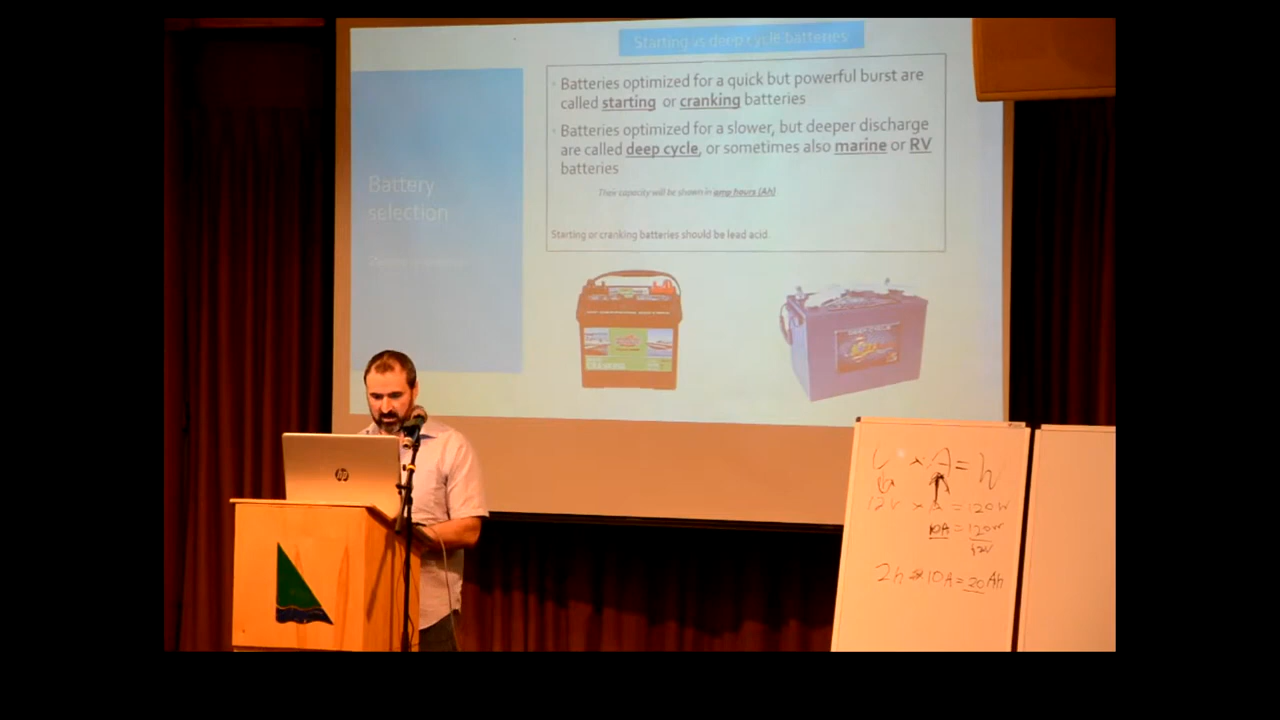 Starting vs deep cycle batteries
Batteries optimized for a quick but powerful burst are
called starting or cranking batteries
Batteries optimized for a slower, but deeper discharge
are called deep cycle, or sometimes also marine or RV
batteries
Their capacity will be shown in amp hours (Ah)
Starting or cranking batteries should be lead acid.
Battery
selection
hp
x A = W
12V x A = 120W
10A = 120W
12V
2h 10A = 20Ah